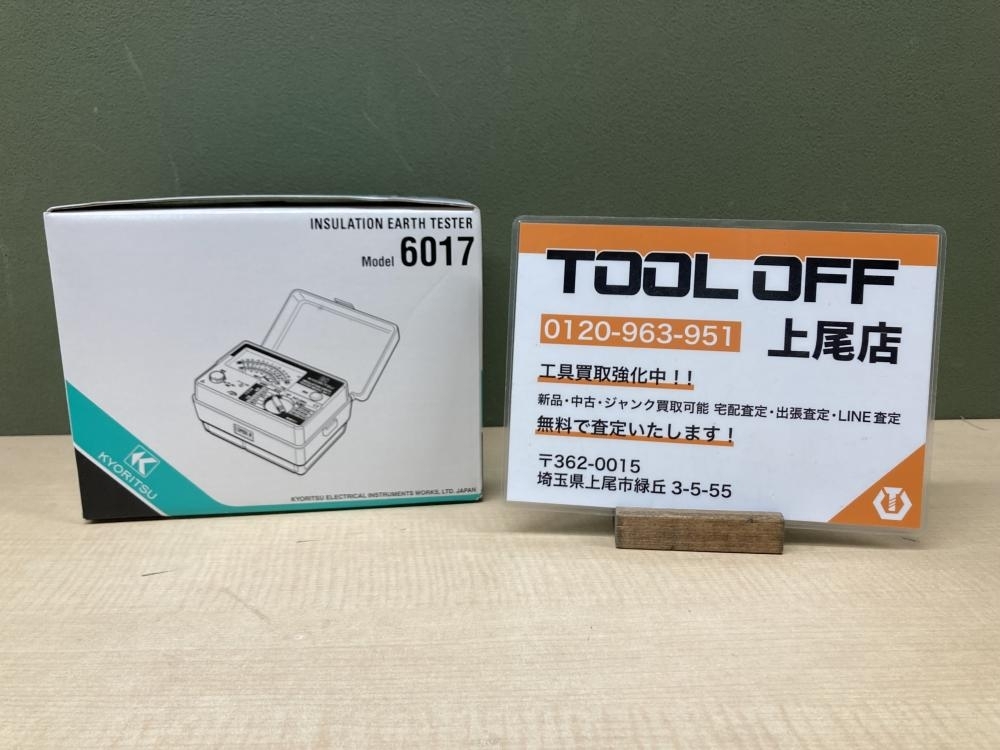 INSULATION EARTH TESTER
Model 6017
KYORITSU
KYORITSU ELECTRICAL INSTRUMENTS WORKS, LTD. JAPAN
TOOL OFF
0120-963-951 上尾店
工具買取強化中!!
新品・中古・ジャンク買取可能 宅配査定・出張査定・LINE査定
無料で査定いたします!
〒362-0015
埼玉県上尾市緑丘 3-5-55